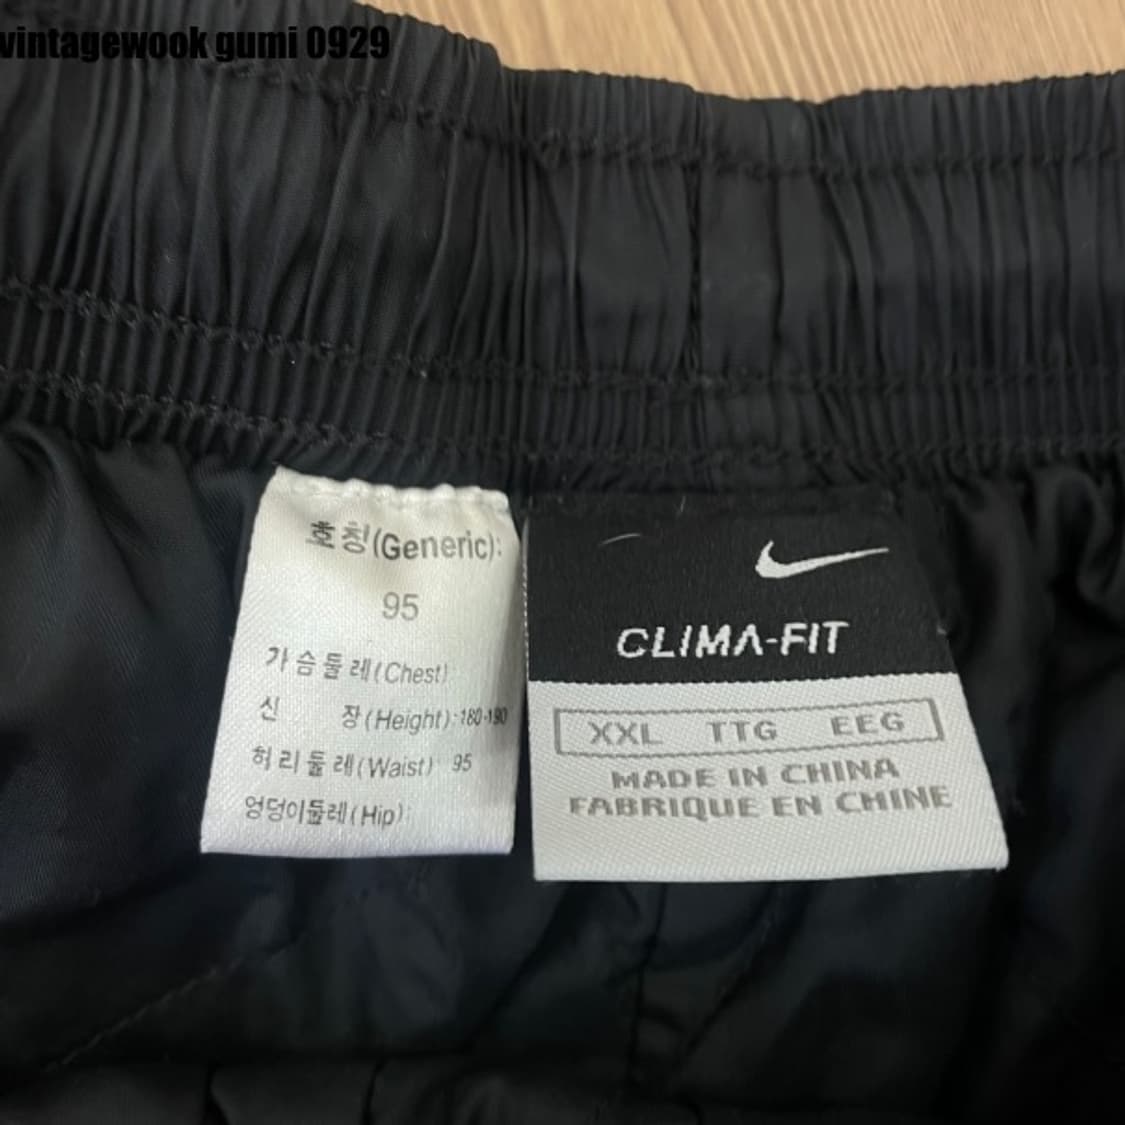 vintagewook gumi 0929
호칭(Generic):
95
가슴둘레(Chest):
신 장(Height):180-190
허리둘레(Waist): 95
엉덩이둘레(Hip):
CLIMA-FIT
XXL TTG EEG
MADE IN CHINA
FABRIQUE EN CHINE